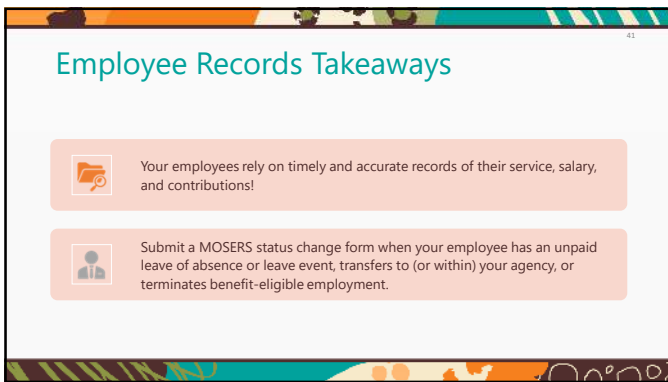 41
Employee Records Takeaways
Your employees rely on timely and accurate records of their service, salary,
and contributions!
Submit a MOSERS status change form when your employee has an unpaid
leave of absence or leave event, transfers to (or within) your agency, or
terminates benefit-eligible employment.